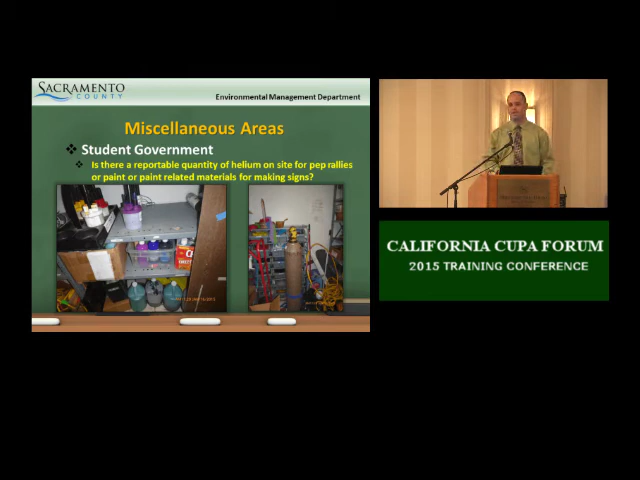 SACRAMENTO
COUNTY
Environmental Management Department
Miscellaneous Areas
Student Government
Is there a reportable quantity of helium on site for pep rallies
or paint or paint related materials for making signs?
CALIFORNIA CUPA FORUM
2015 TRAINING CONFERENCE